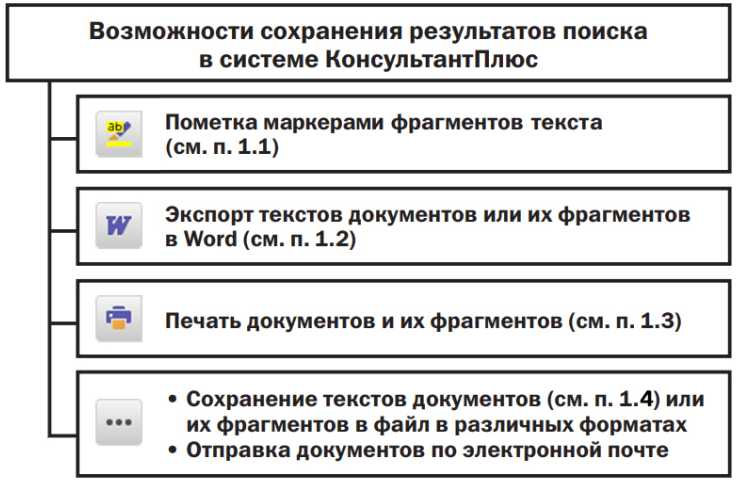 Возможности сохранения результатов поиска
в системе КонсультантПлюс
ab
Пометка маркерами фрагментов текста
(см. п. 1.1)
W
Экспорт текстов документов или их фрагментов
в Word (см. п. 1.2)
Печать документов и их фрагментов (см. п. 1.3)
• Сохранение текстов документов (см. п. 1.4) или
их фрагментов в файл в различных форматах
• Отправка документов по электронной почте